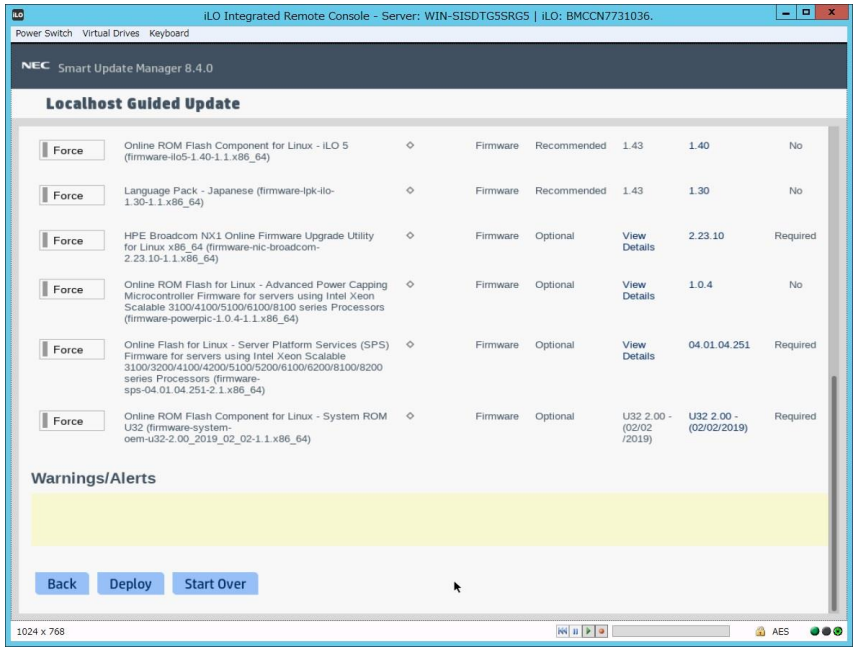 iLO
iLO Integrated Remote Console - Server: WIN-SISDTG5SRG5 | iLO: BMCCN7731036.
Power Switch Virtual Drives Keyboard
NEC Smart Update Manager 8.4.0
Localhost Guided Update
Force
Online ROM Flash Component for Linux - iLO 5
(firmware-ilo5-1.40-1.1.x86_64)
Firmware Recommended 1.43 1.40 No
Force
Language Pack - Japanese (firmware-lpk-ilo-
1.30-1.1.x86_64)
Firmware Recommended 1.43 1.30 No
Force
HPE Broadcom NX1 Online Firmware Upgrade Utility
for Linux x86_64 (firmware-nic-broadcom-
2.23.10-1.1.x86_64)
Firmware Optional View
Details
2.23.10 Required
Force
Online ROM Flash for Linux - Advanced Power Capping
Microcontroller Firmware for servers using Intel Xeon
Scalable 3100/4100/5100/6100/8100 series Processors
(firmware-powerpic-1.0.4-1.1.x86_64)
Firmware Optional View
Details
1.0.4 No
Force
Online Flash for Linux - Server Platform Services (SPS)
Firmware for servers using Intel Xeon Scalable
3100/3200/4100/4200/5100/5200/6100/6200/8100/8200
series Processors (firmware-
sps-04.01.04.251-2.1.x86_64)
Firmware Optional View
Details
04.01.04.251 Required
Force
Online ROM Flash Component for Linux - System ROM
U32 (firmware-system-
oem-u32-2.00_2019_02_02-1.1.x86_64)
Firmware Optional
U32 2.00 -
(02/02
/2019)
U32 2.00 -
(02/02/2019)
Required
Warnings/Alerts
Back Deploy Start Over
1024 x 768
AES